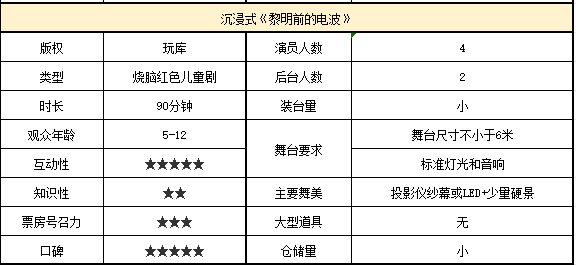 沉浸式《黎明前的电波》
版权 玩库 演员人数 4
类型 烧脑红色儿童剧 后台人数 2
时长 90分钟 装台量 小
观众年龄 5-12 舞台要求 舞台尺寸不小于6米
互动性 ★★★★★ 标准灯光和音响
知识性 ★★ 主要舞美 投影仪纱幕或LED+少量硬景
票房号召力 ★★★ 大型道具 无
口碑 ★★★★★ 仓储量 小